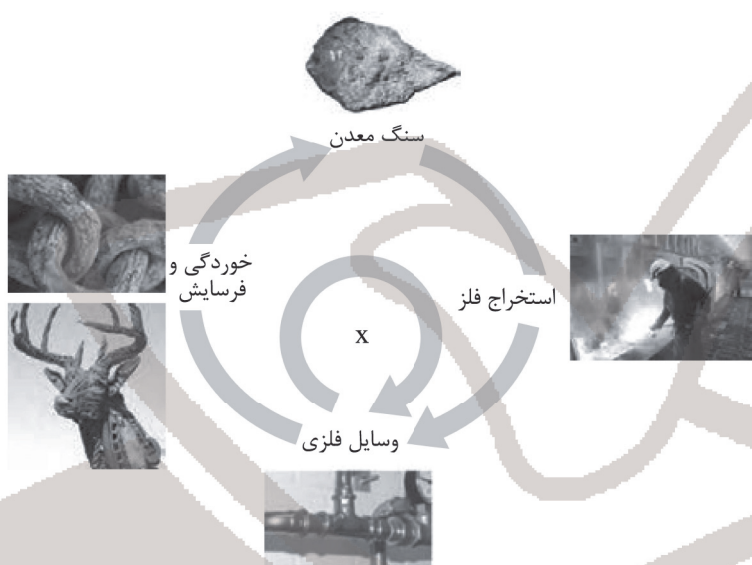 سنگ معدن
استخراج فلز
خوردگی و
فرسایش
x
وسایل فلزی